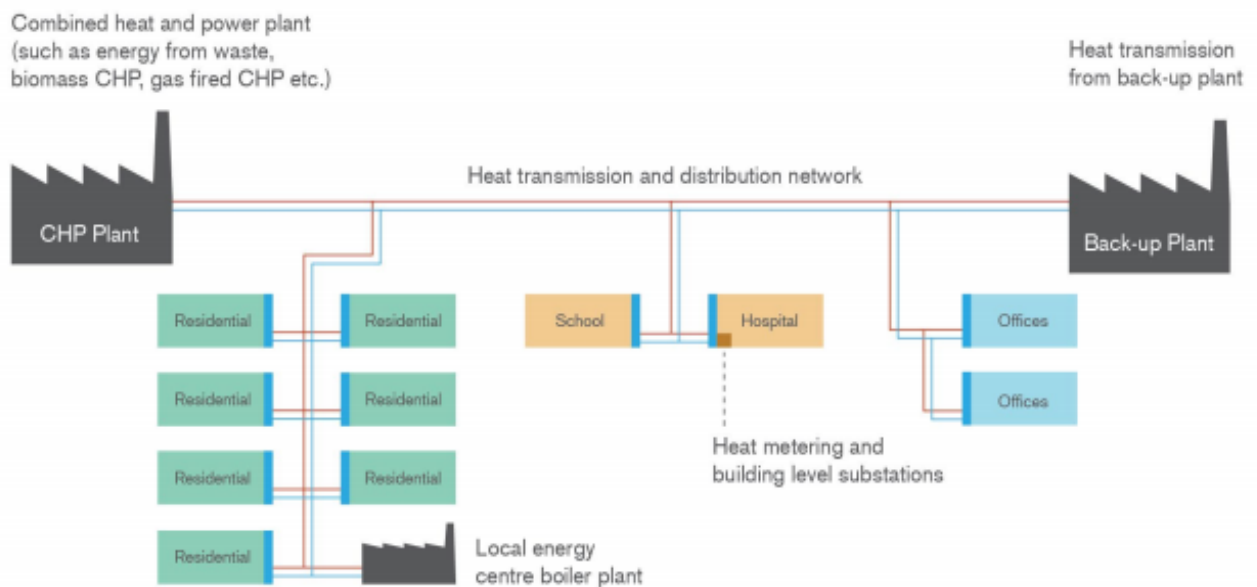 Combined heat and power plant
(such as energy from waste,
biomass CHP, gas fired CHP etc.)
Heat transmission
from back-up plant
Heat transmission and distribution network
CHP Plant
Back-up Plant
Residential
Residential
School
Hospital
Offices
Residential
Residential
Offices
Heat metering and
building level substations
Residential
Residential
Residential
Local energy
centre boiler plant